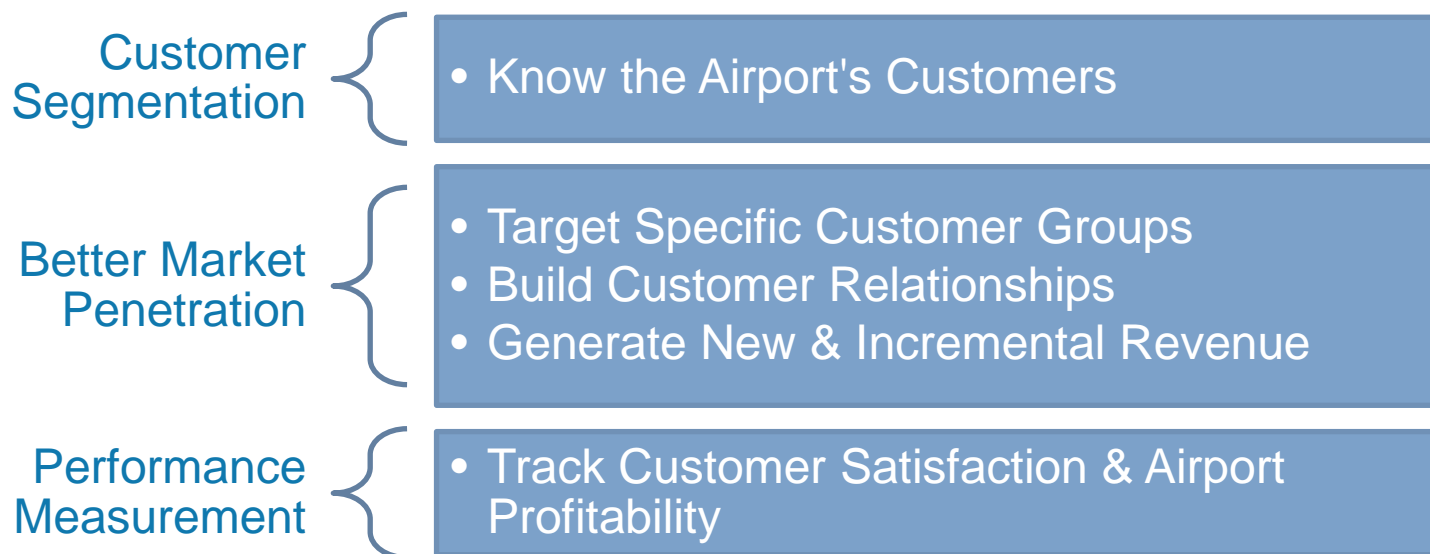 Customer
Segmentation
• Know the Airport's Customers
Better Market
Penetration
• Target Specific Customer Groups
• Build Customer Relationships
• Generate New & Incremental Revenue
Performance
Measurement
• Track Customer Satisfaction & Airport
Profitability